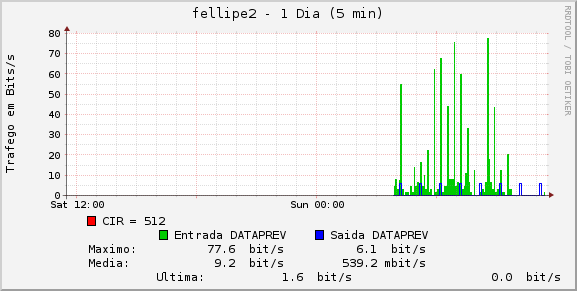 fellipe2 - 1 Dia (5 min)
RRDTOOL / TOBI OETIKER
Trafego em Bits/s
80
70
60
50
40
30
20
10
0
Sat 12:00 Sun 00:00
CIR = 512
Entrada DATAPREV Saida DATAPREV
Maximo: 77.6 bit/s 6.1 bit/s
Media: 9.2 bit/s 539.2 mbit/s
Ultima: 1.6 bit/s 0.0 bit/s